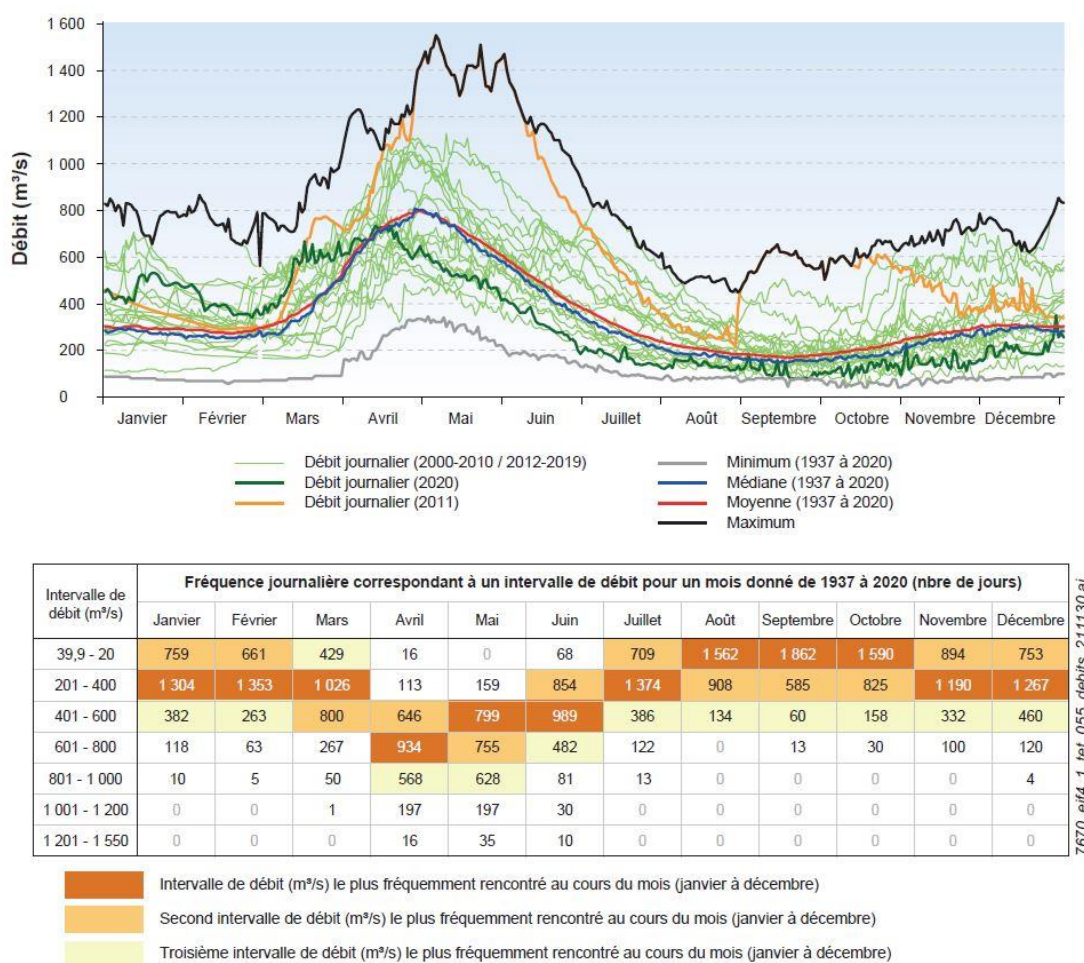 1 600
1 400
1 200
1 000
800
600
400
200
0
Débit (m³/s)
Janvier Février Mars Avril Mai Juin Juillet Août Septembre Octobre Novembre Décembre
Débit journalier (2000-2010 / 2012-2019)
Débit journalier (2020)
Débit journalier (2011)
Minimum (1937 à 2020)
Médiane (1937 à 2020)
Moyenne (1937 à 2020)
Maximum
Intervalle de débit (m³/s)
Fréquence journalière correspondant à un intervalle de débit pour un mois donné de 1937 à 2020 (nbre de jours)
Janvier Février Mars Avril Mai Juin Juillet Août Septembre Octobre Novembre Décembre
39,9 - 20 759 661 429 16 0 68 709 1 562 1 862 1 590 894 753
201 - 400 1 304 1 353 1 026 113 159 854 1 374 908 585 825 1 190 1 267
401 - 600 382 263 800 646 799 989 386 134 60 158 332 460
601 - 800 118 63 267 934 755 482 122 0 13 30 100 120
801 - 1 000 10 5 50 568 628 81 13 0 0 0 0 4
1 001 - 1 200 0 0 1 197 197 30 0 0 0 0 0 0
1 201 - 1 550 0 0 0 16 35 10 0 0 0 0 0 0
Intervalle de débit (m³/s) le plus fréquemment rencontré au cours du mois (janvier à décembre)
Second intervalle de débit (m³/s) le plus fréquemment rencontré au cours du mois (janvier à décembre)
Troisième intervalle de débit (m³/s) le plus fréquemment rencontré au cours du mois (janvier à décembre)